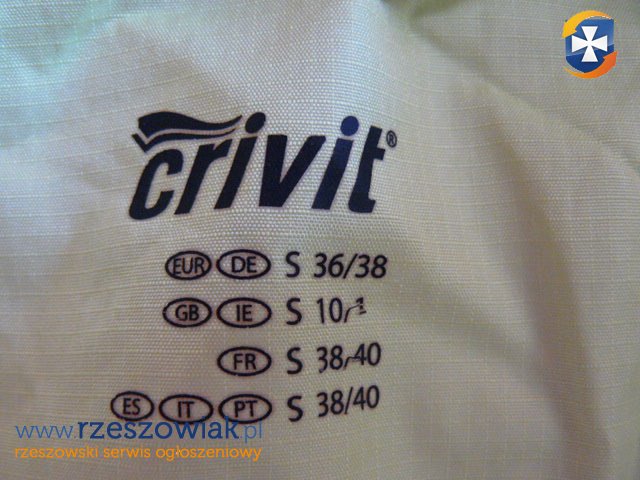 crivit®
EUR DE S 36/38
GB IE S 10
FR S 38/40
ES IT PT S 38/40
www.rzeszowiak.pl
rzeszowski serwis ogłoszeniowy